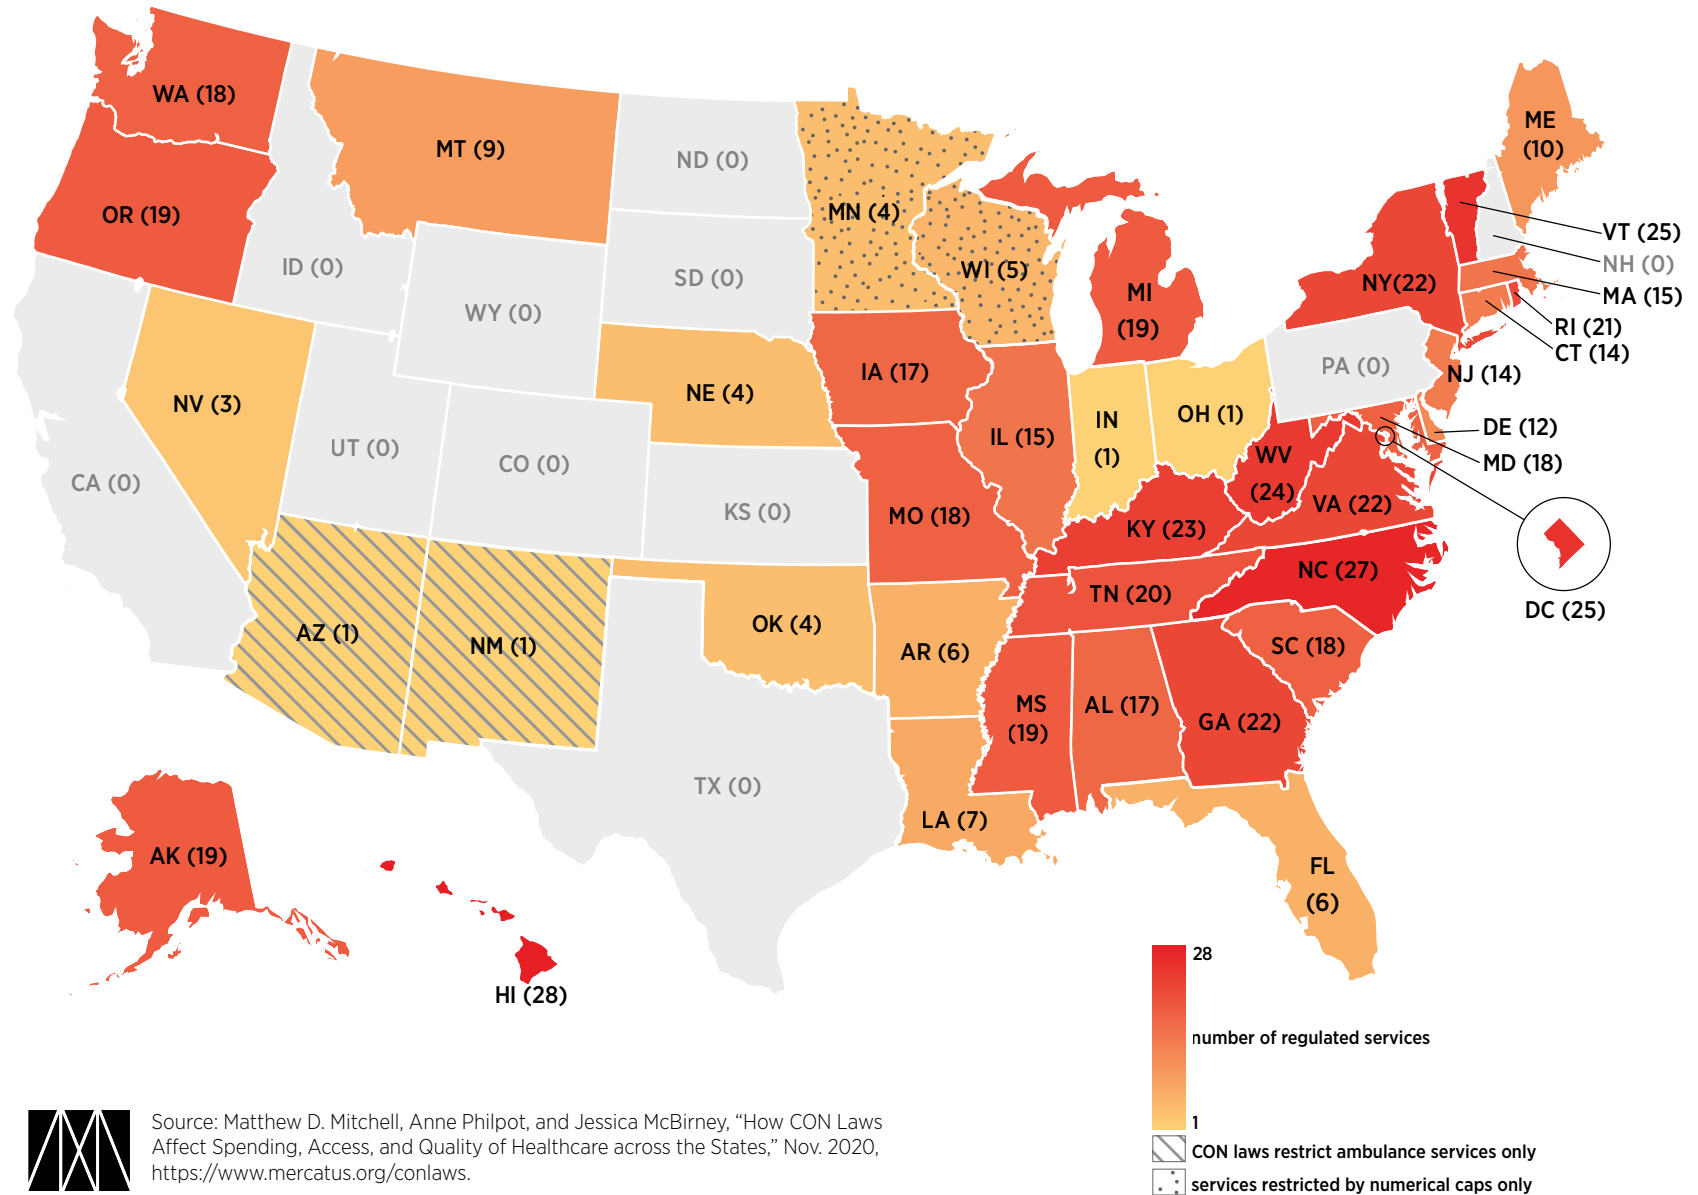 WA (18)
MT (9)
ND (0)
ME
(10)
OR (19)
MN (4)
VT (25)
ID (0)
SD (0)
WI (5)
NH (0)
WY (0)
MI
(19)
NY(22)
MA (15)
RI (21)
CT (14)
IA (17)
PA (0)
NJ (14)
NV (3)
NE (4)
IN
(1)
OH (1)
DE (12)
UT (0)
CO (0)
IL (15)
WV
(24)
MD (18)
CA (0)
KS (0)
MO (18)
KY (23)
VA (22)
NC (27)
TN (20)
DC (25)
AZ (1)
NM (1)
OK (4)
AR (6)
SC (18)
MS
(19)
AL (17)
GA (22)
TX (0)
LA (7)
AK (19)
FL
(6)
HI (28)
28
number of regulated services
1
CON laws restrict ambulance services only
services restricted by numerical caps only
Source: Matthew D. Mitchell, Anne Philpot, and Jessica McBirney, “How CON Laws
Affect Spending, Access, and Quality of Healthcare across the States,” Nov. 2020,
https://www.mercatus.org/conlaws.